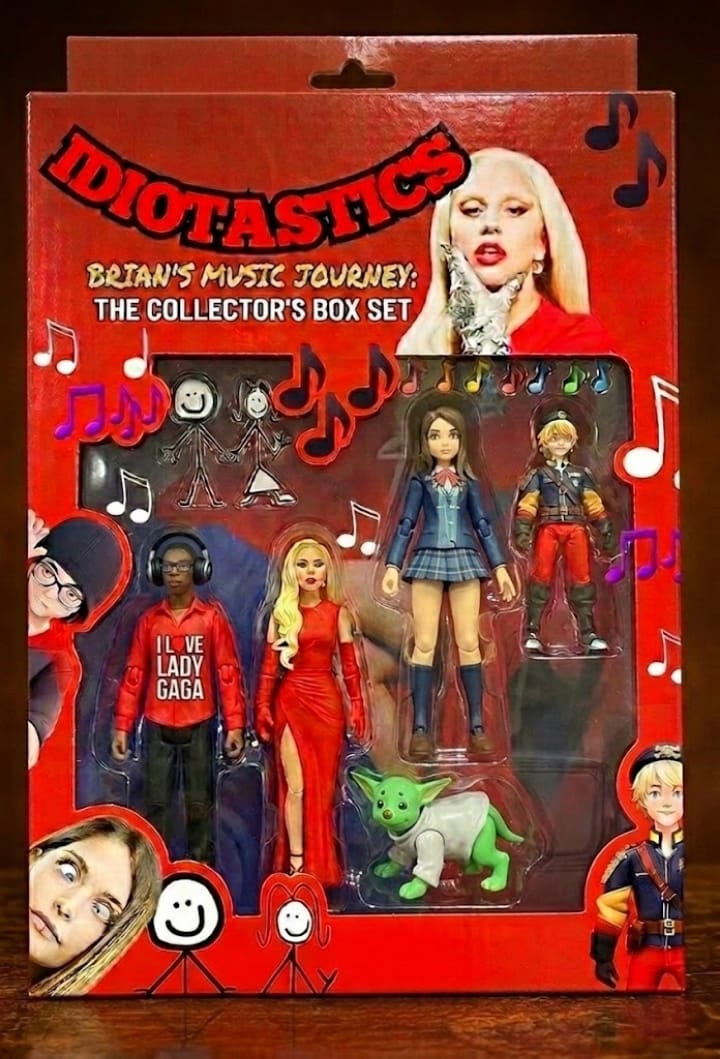 IDIOTASTICS
BRIAN'S MUSIC JOURNEY:
THE COLLECTOR'S BOX SET
I L VE
LADY
GAGA